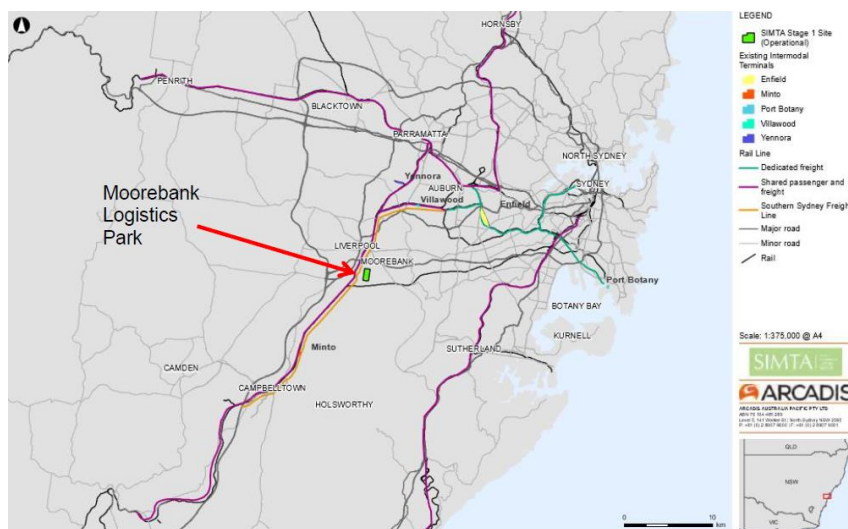 HORNSBY
PENRITH
BLACKTOWN
PARRAMATTA
NORTH SYDNEY
Yennora
AUBURN
SYDNEY
Villawood
Enfield
Moorebank
Logistics
Park
LIVERPOOL
MOOREBANK
Port Botany
BOTANY BAY
KURNELL
Minto
SUTHERLAND
CAMDEN
CAMPBELLTOWN
HOLSWORTHY
0
10
km
LEGEND
SIMTA Stage 1 Site
(Operational)
Existing Intermodal
Terminals
Enfield
Minto
Port Botany
Villawood
Yennora
Rail Line
Dedicated freight
Shared passenger and
freight
Southern Sydney Freight
Line
Major road
Minor road
Rail
Scale: 1:375,000 @ A4
SIMTA
ARCADIS
ARCADIS AUSTRALIA PACIFIC PTY LTD
QLD
NSW
VIC